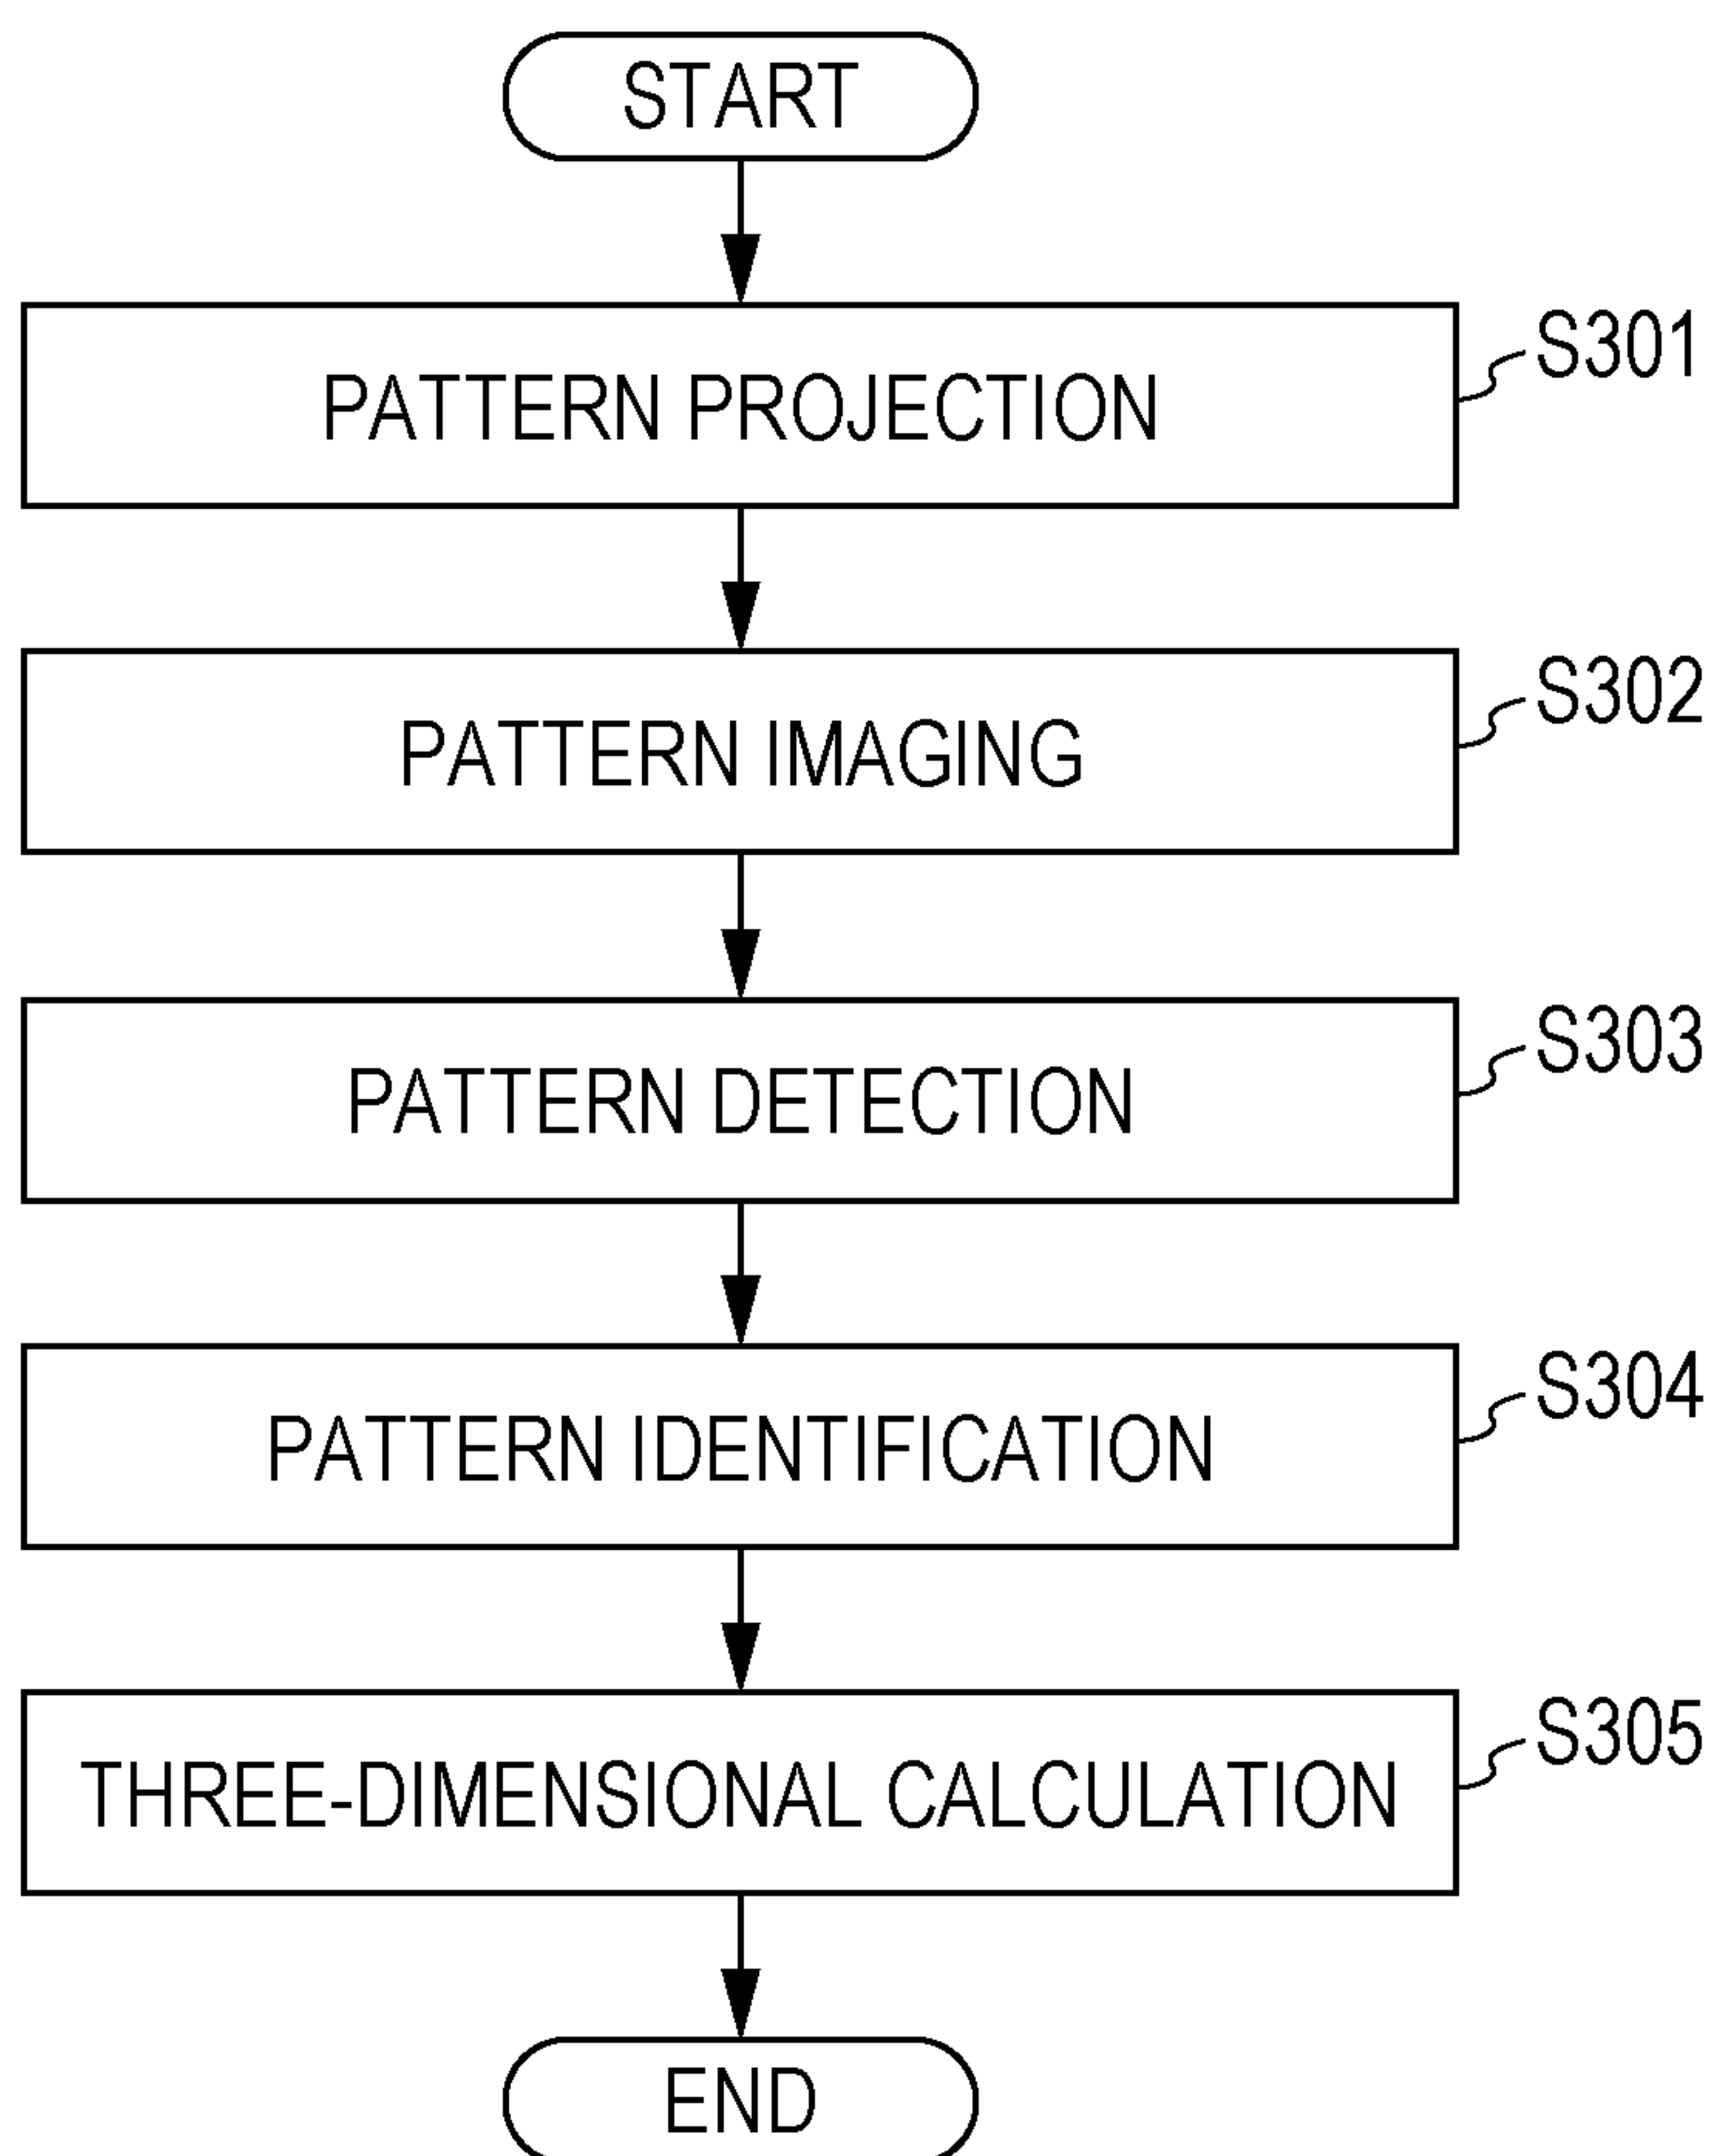 START
PATTERN PROJECTION
S301
PATTERN IMAGING
S302
PATTERN DETECTION
S303
PATTERN IDENTIFICATION
S304
THREE-DIMENSIONAL CALCULATION
S305
END